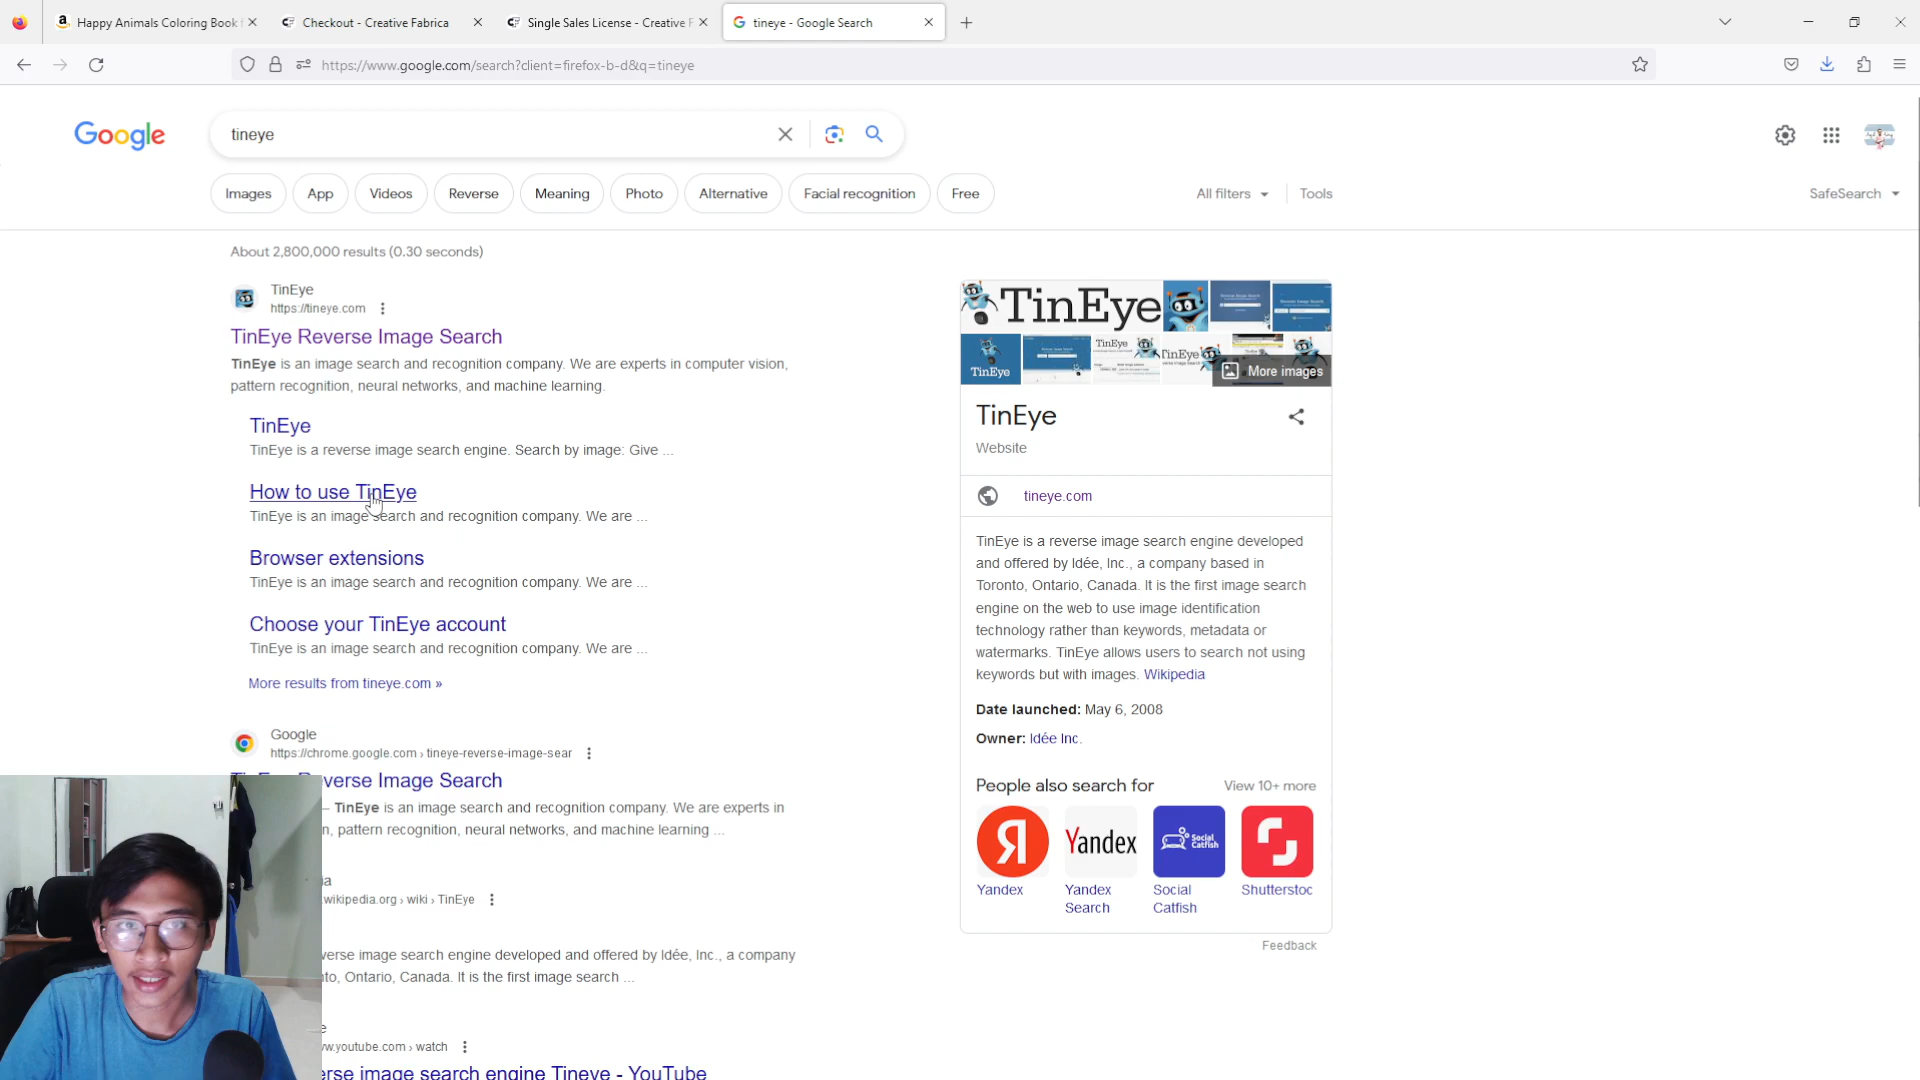 Happy Animals Coloring Book f
Checkout - Creative Fabrica
Single Sales License - Creative F
tineye - Google Search
https://www.google.com/search?client=firefox-b-d&q=tineye
Google
tineye
Images
App
Videos
Reverse
Meaning
Photo
Alternative
Facial recognition
Free
All filters
Tools
SafeSearch
About 2,800,000 results (0.30 seconds)
TinEye
https://tineye.com
TinEye Reverse Image Search
TinEye is an image search and recognition company. We are experts in computer vision,
pattern recognition, neural networks, and machine learning.
TinEye
TinEye is a reverse image search engine. Search by image: Give ...
How to use TinEye
TinEye is an image search and recognition company. We are ...
Browser extensions
TinEye is an image search and recognition company. We are ...
Choose your TinEye account
TinEye is an image search and recognition company. We are ...
More results from tineye.com »
Google
https://chrome.google.com › tineye-reverse-image-sear
TinEye Reverse Image Search
– TinEye is an image search and recognition company. We are experts in
n, pattern recognition, neural networks, and machine learning ...
ia
.wikipedia.org › wiki › TinEye
verse image search engine developed and offered by Idée, Inc., a company
to, Ontario, Canada. It is the first image search ...
e
w.youtube.com › watch
erse image search engine Tineye - YouTube
TinEye
TinEye
TinEye
TinEye
More images
TinEye
Website
tineye.com
TinEye is a reverse image search engine developed
and offered by Idée, Inc., a company based in
Toronto, Ontario, Canada. It is the first image search
engine on the web to use image identification
technology rather than keywords, metadata or
watermarks. TinEye allows users to search not using
keywords but with images. Wikipedia
Date launched: May 6, 2008
Owner: Idée Inc.
People also search for
View 10+ more
Я
Yandex
Social
Catfish
Yandex
Yandex
Search
Social
Catfish
Shutterstoc
Feedback